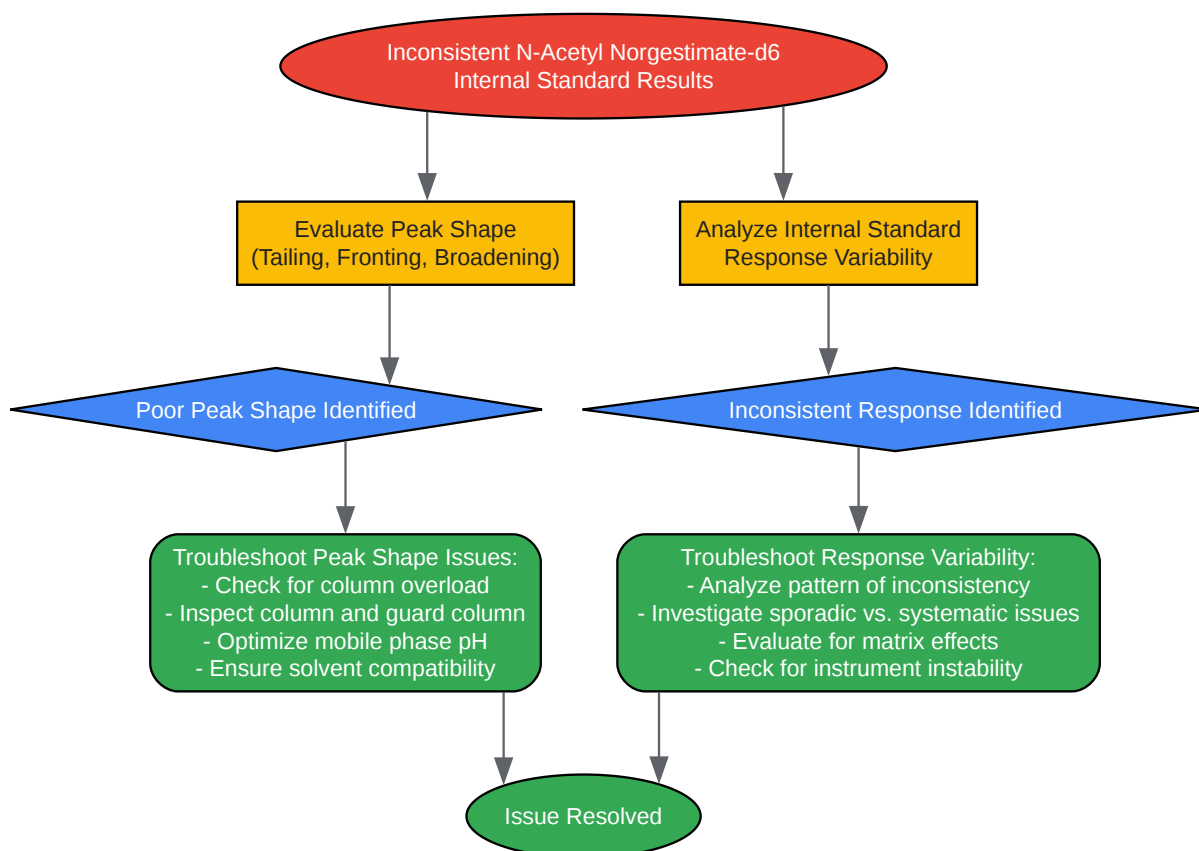 Inconsistent N-Acetyl Norgestimate-d6
Internal Standard Results
Evaluate Peak Shape
(Tailing, Fronting, Broadening)
Analyze Internal Standard
Response Variability
Poor Peak Shape Identified
Inconsistent Response Identified
Troubleshoot Peak Shape Issues:
- Check for column overload
- Inspect column and guard column
- Optimize mobile phase pH
- Ensure solvent compatibility
Troubleshoot Response Variability:
- Analyze pattern of inconsistency
- Investigate sporadic vs. systematic issues
- Evaluate for matrix effects
- Check for instrument instability
Issue Resolved